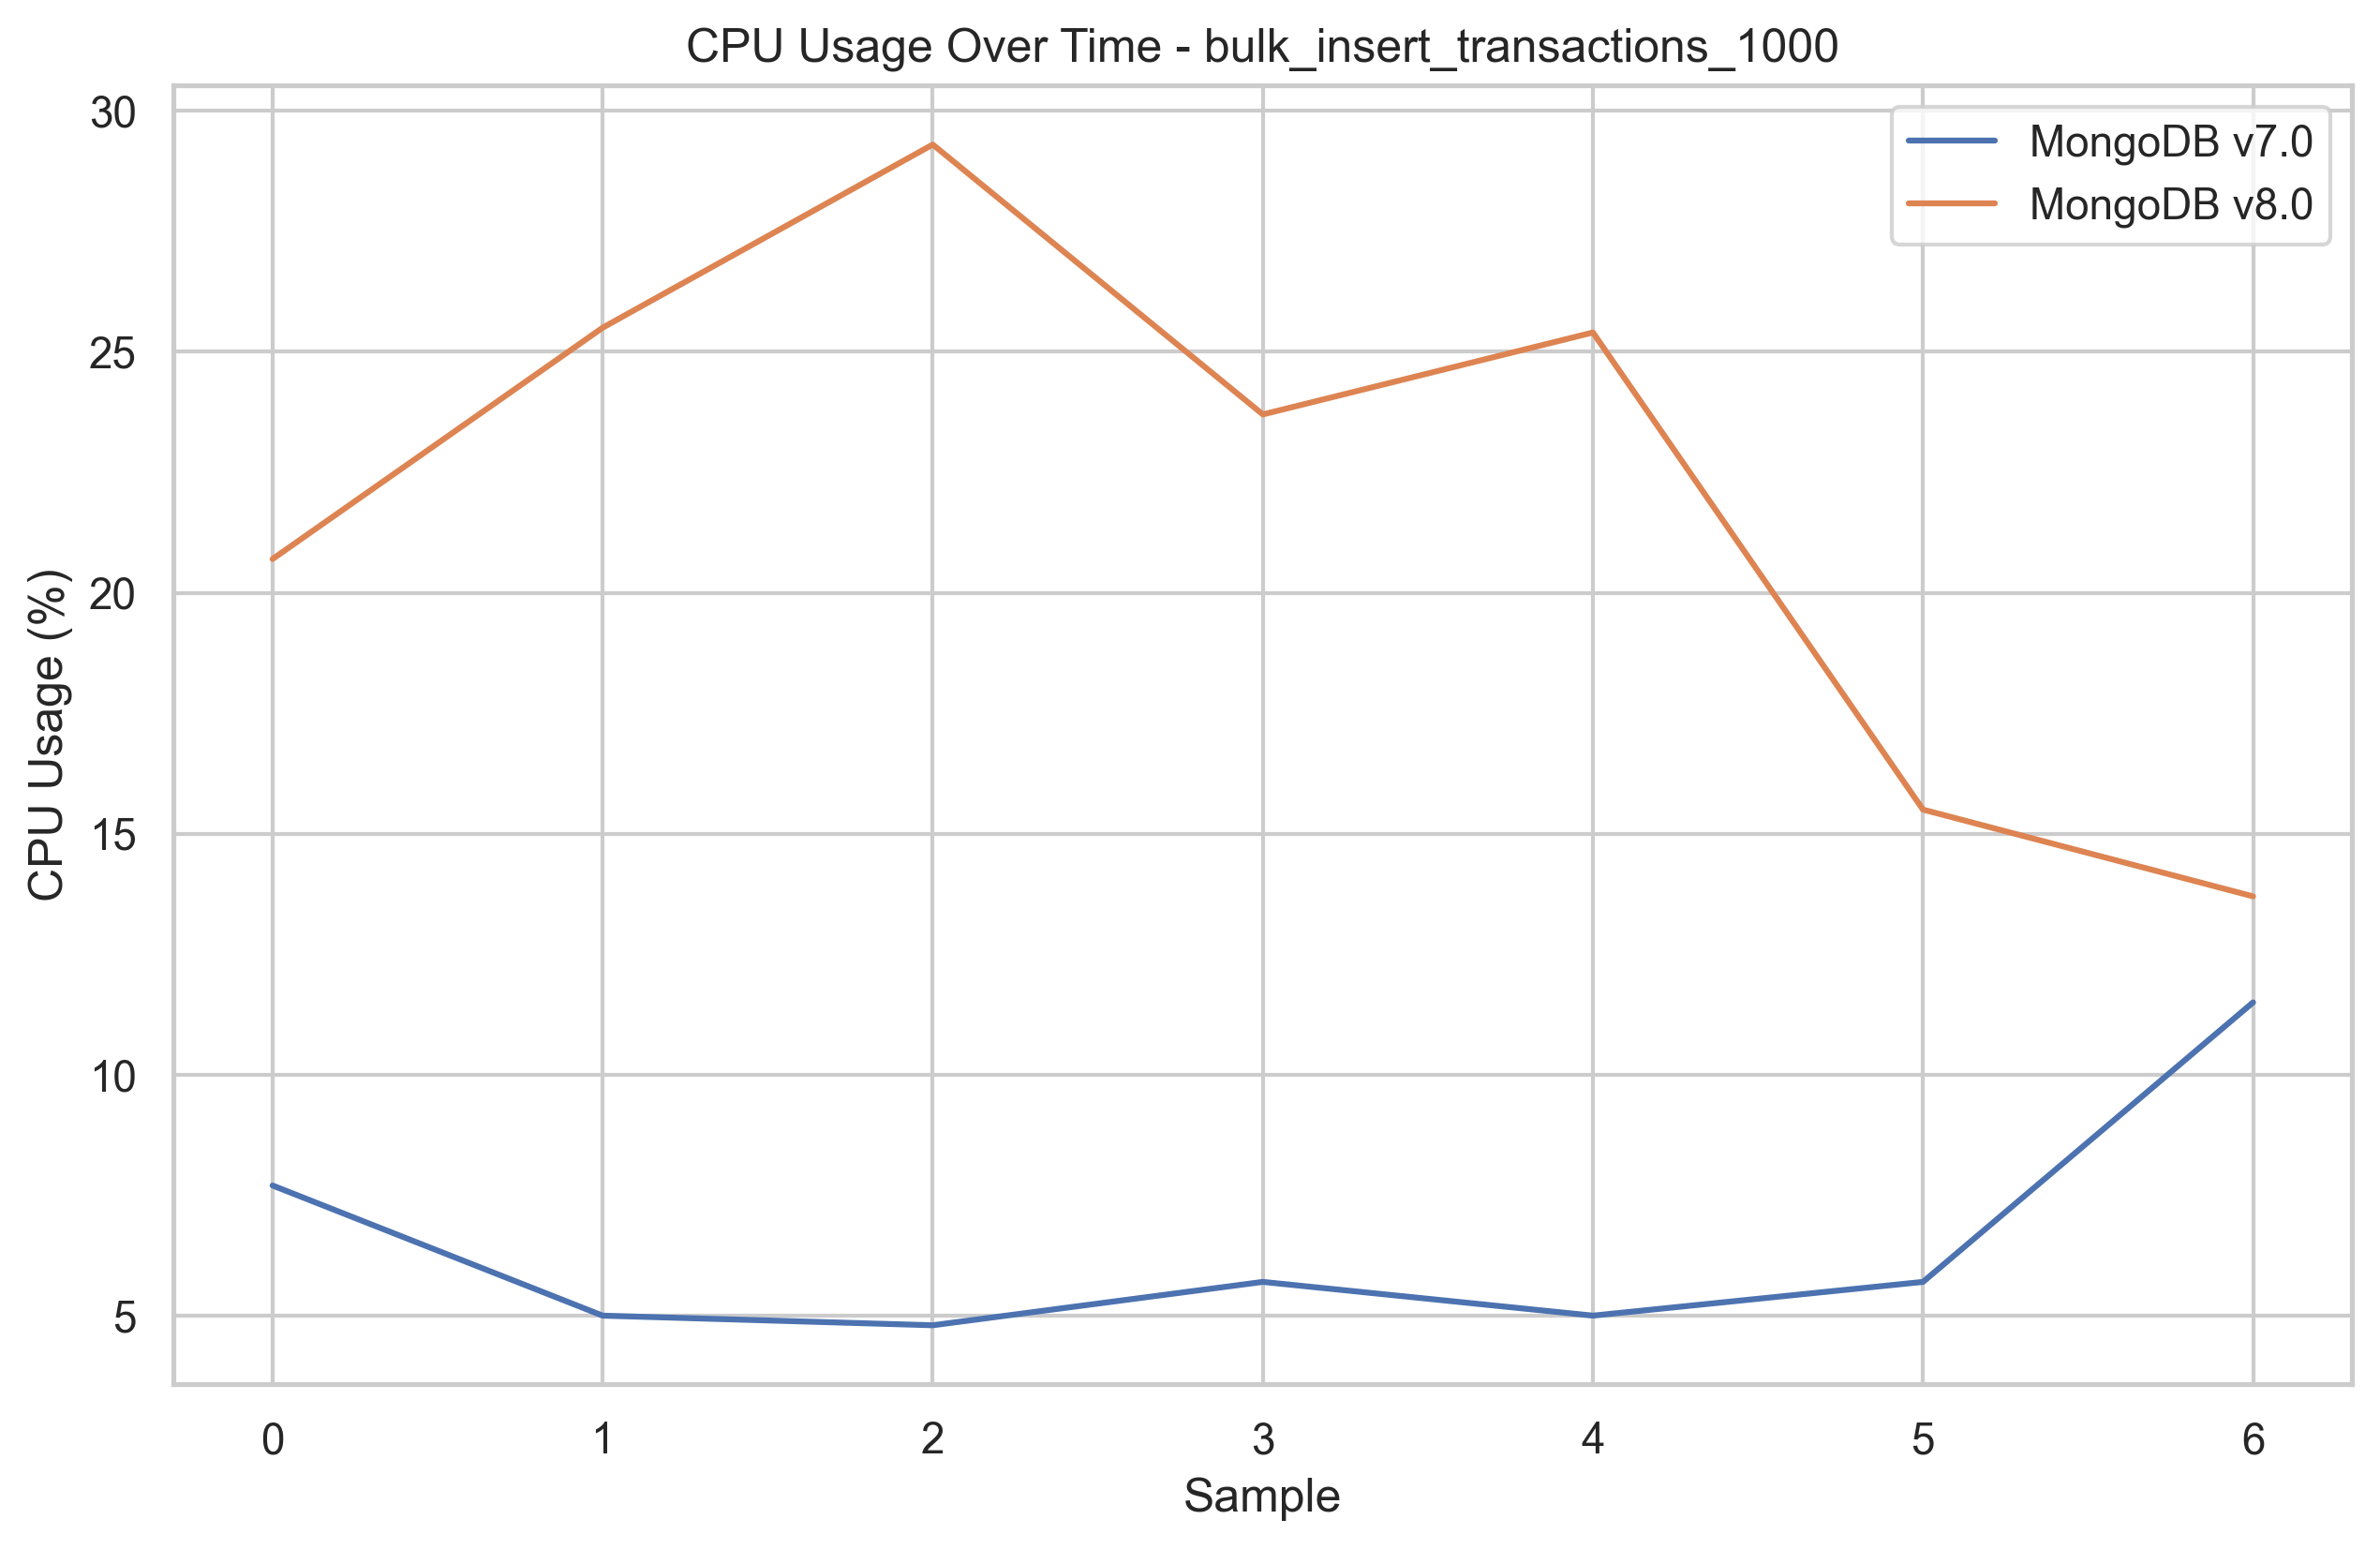 CPU Usage Over Time - bulk_insert_transactions_1000
MongoDB v7.0
MongoDB v8.0
CPU Usage (%)
30
25
20
15
10
5
0 1 2 3 4 5 6
Sample